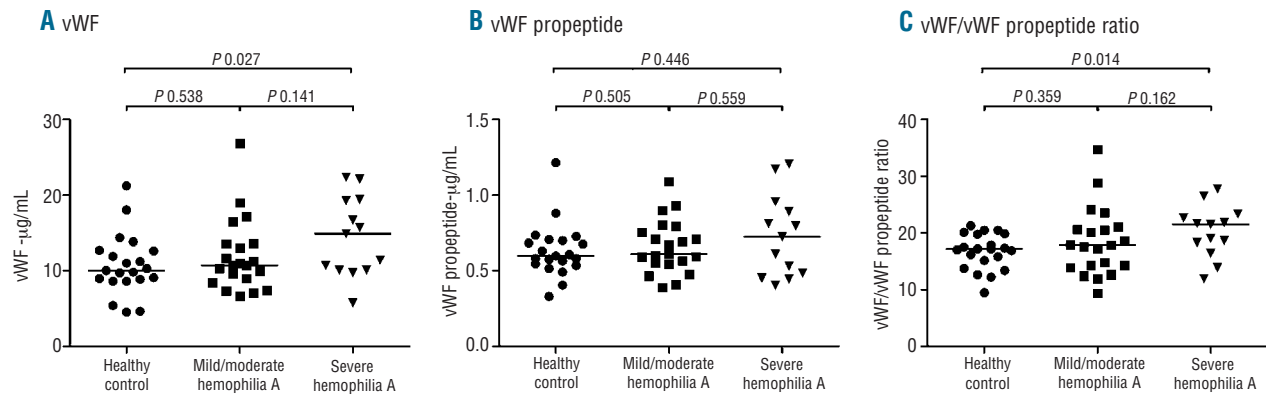 A vWF
P 0.027
P 0.538
P 0.141
30
20
10
0
vWF -µg/mL
Healthy
control
Mild/moderate
hemophilia A
Severe
hemophilia A
B vWF propeptide
P 0.446
P 0.505
P 0.559
1.5
1.0
0.5
0.0
vWF propeptide-µg/mL
Healthy
control
Mild/moderate
hemophilia A
Severe
hemophilia A
C vWF/vWF propeptide ratio
P 0.014
P 0.359
P 0.162
40
30
20
10
0
vWF/vWF propeptide ratio
Healthy
control
Mild/moderate
hemophilia A
Severe
hemophilia A